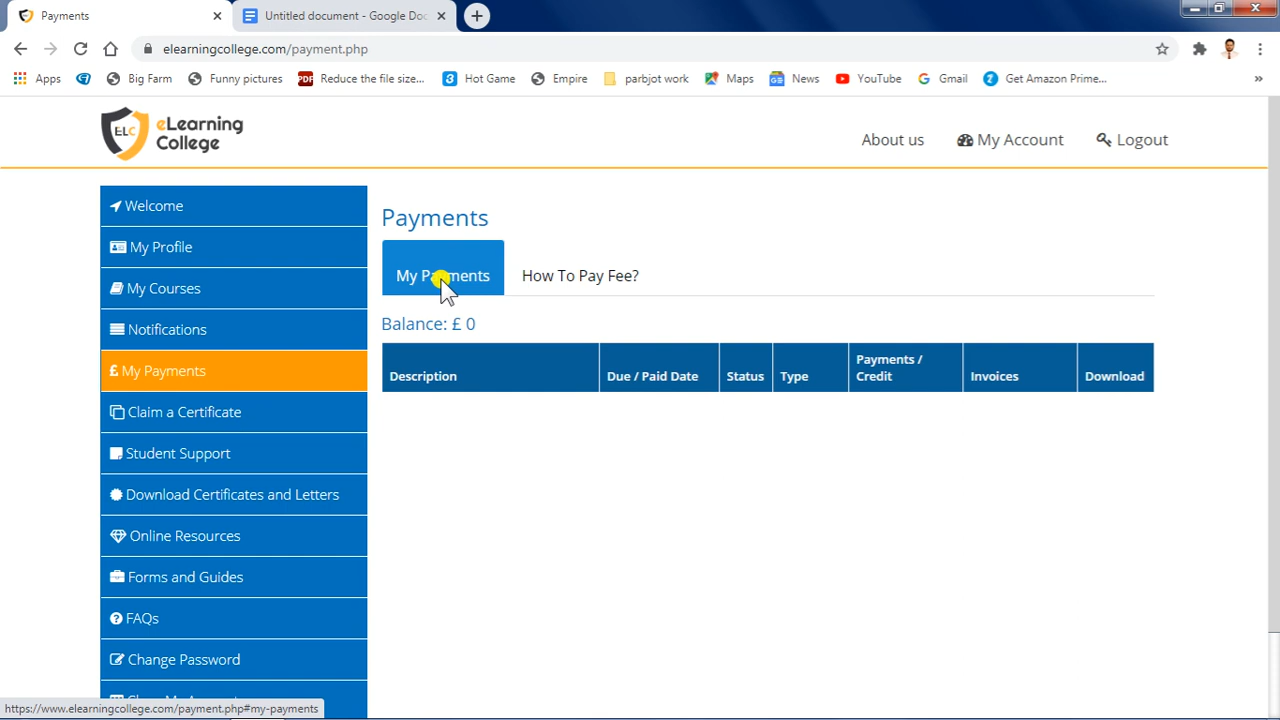 Payments
Untitled document - Google Doc
elearningcollege.com/payment.php
Apps
Big Farm
Funny pictures
PDF
Reduce the file size...
Hot Game
Empire
parbjot work
Maps
News
YouTube
Gmail
Get Amazon Prime...
ELC
eLearning
College
About us
My Account
Logout
Welcome
My Profile
My Courses
Notifications
£ My Payments
Claim a Certificate
Student Support
Download Certificates and Letters
Online Resources
Forms and Guides
FAQs
Change Password
Payments
My Payments
How To Pay Fee?
Balance: £ 0
Description
Due / Paid Date
Status
Type
Payments /
Credit
Invoices
Download
https://www.elearningcollege.com/payment.php#my-payments